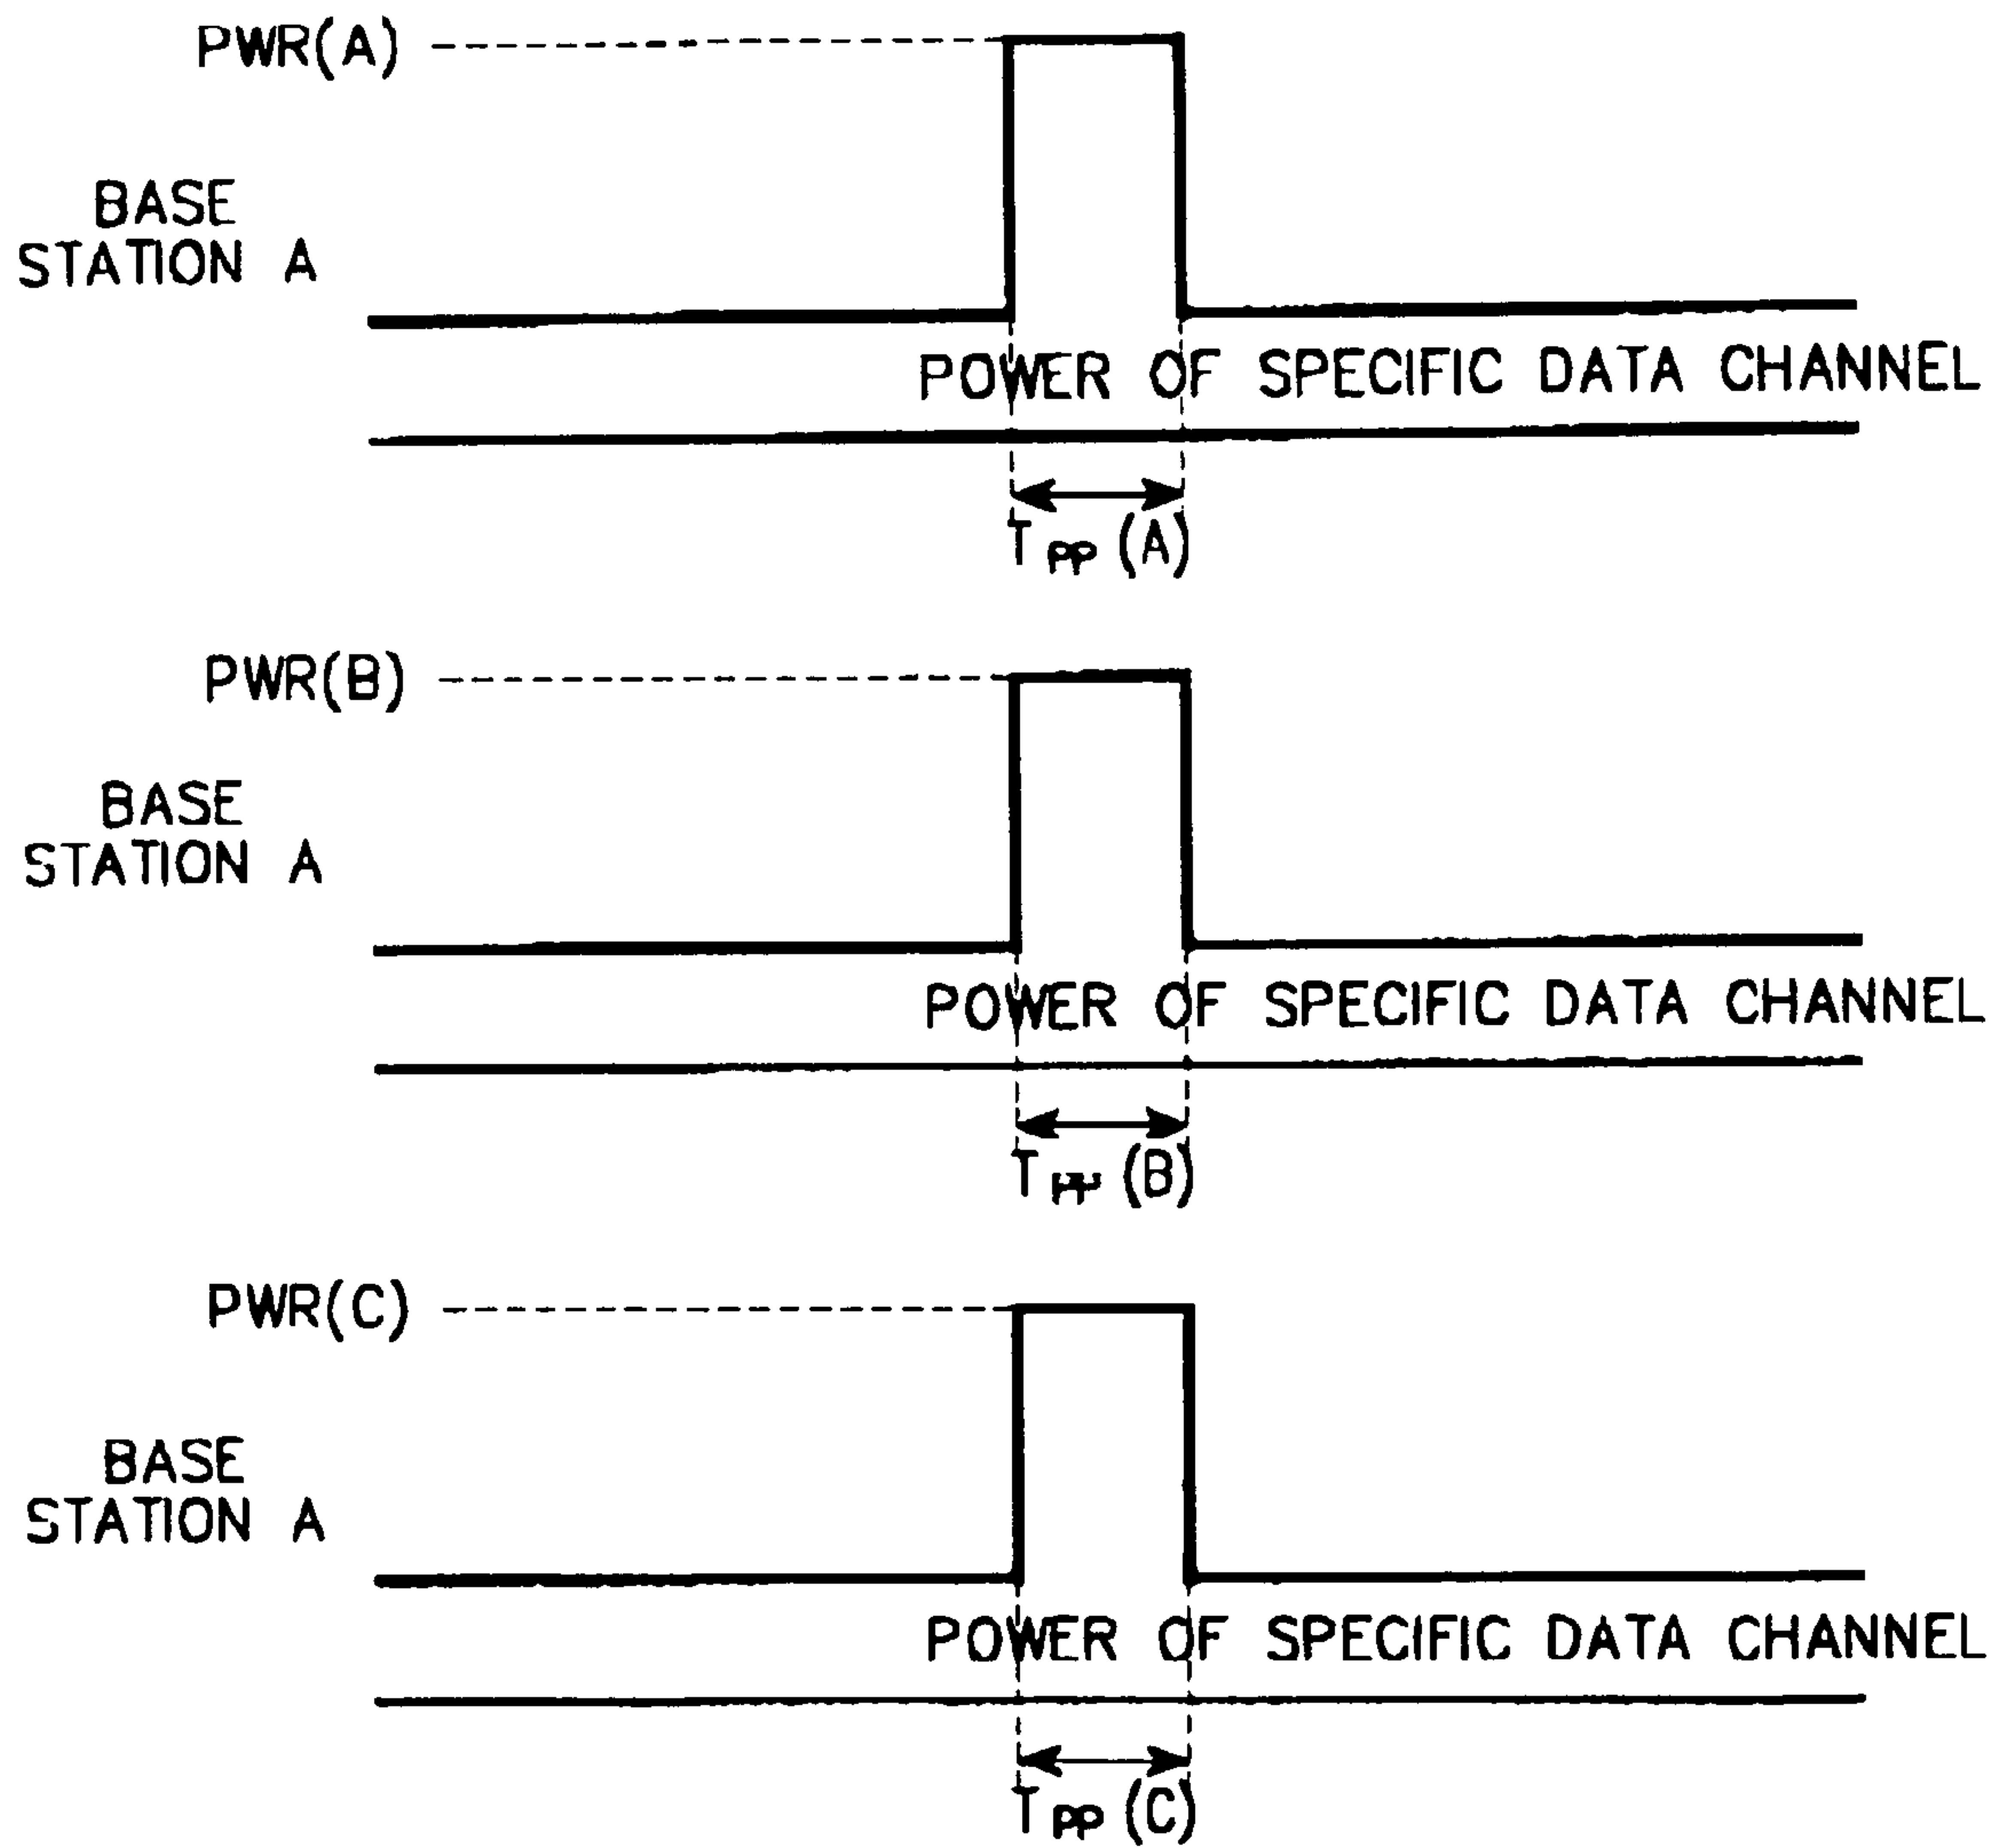 PWR(A)
BASE
STATION A
POWER OF SPECIFIC DATA CHANNEL
Tpp (A)
PWR(B)
BASE
STATION A
POWER OF SPECIFIC DATA CHANNEL
Tpp (B)
PWR(C)
BASE
STATION A
POWER OF SPECIFIC DATA CHANNEL
Tpp (C)